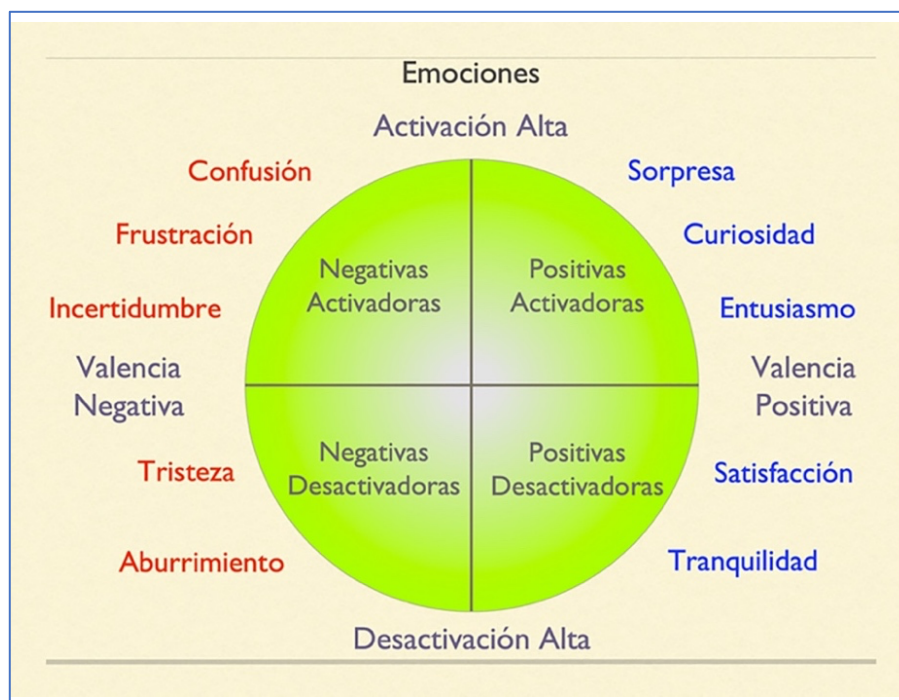 Emociones
Activación Alta
Confusión
Sorpresa
Frustración
Curiosidad
Negativas
Activadoras
Positivas
Activadoras
Incertidumbre
Entusiasmo
Valencia
Negativa
Valencia
Positiva
Tristeza
Negativas
Desactivadoras
Positivas
Desactivadoras
Satisfacción
Aburrimiento
Tranquilidad
Desactivación Alta